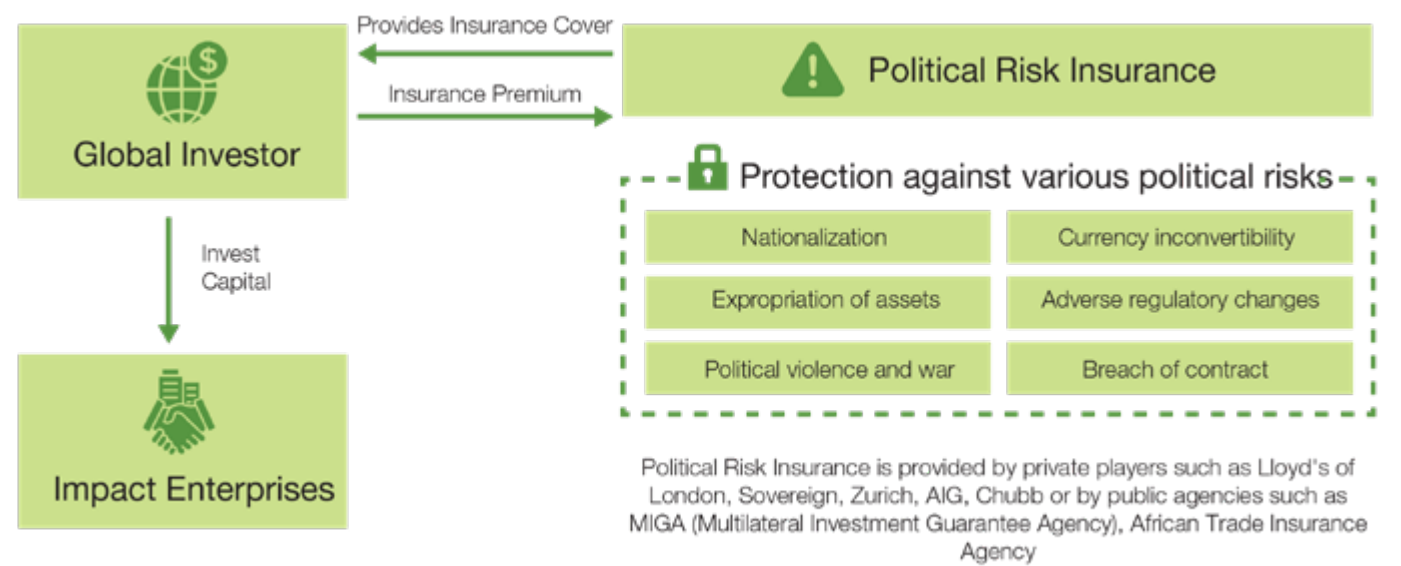 Provides Insurance Cover
Insurance Premium
Global Investor
Political Risk Insurance
Protection against various political risks
Nationalization
Currency inconvertibility
Expropriation of assets
Adverse regulatory changes
Political violence and war
Breach of contract
Invest
Capital
Impact Enterprises
Political Risk Insurance is provided by private players such as Lloyd's of
London, Sovereign, Zurich, AIG, Chubb or by public agencies such as
MIGA (Multilateral Investment Guarantee Agency), African Trade Insurance
Agency